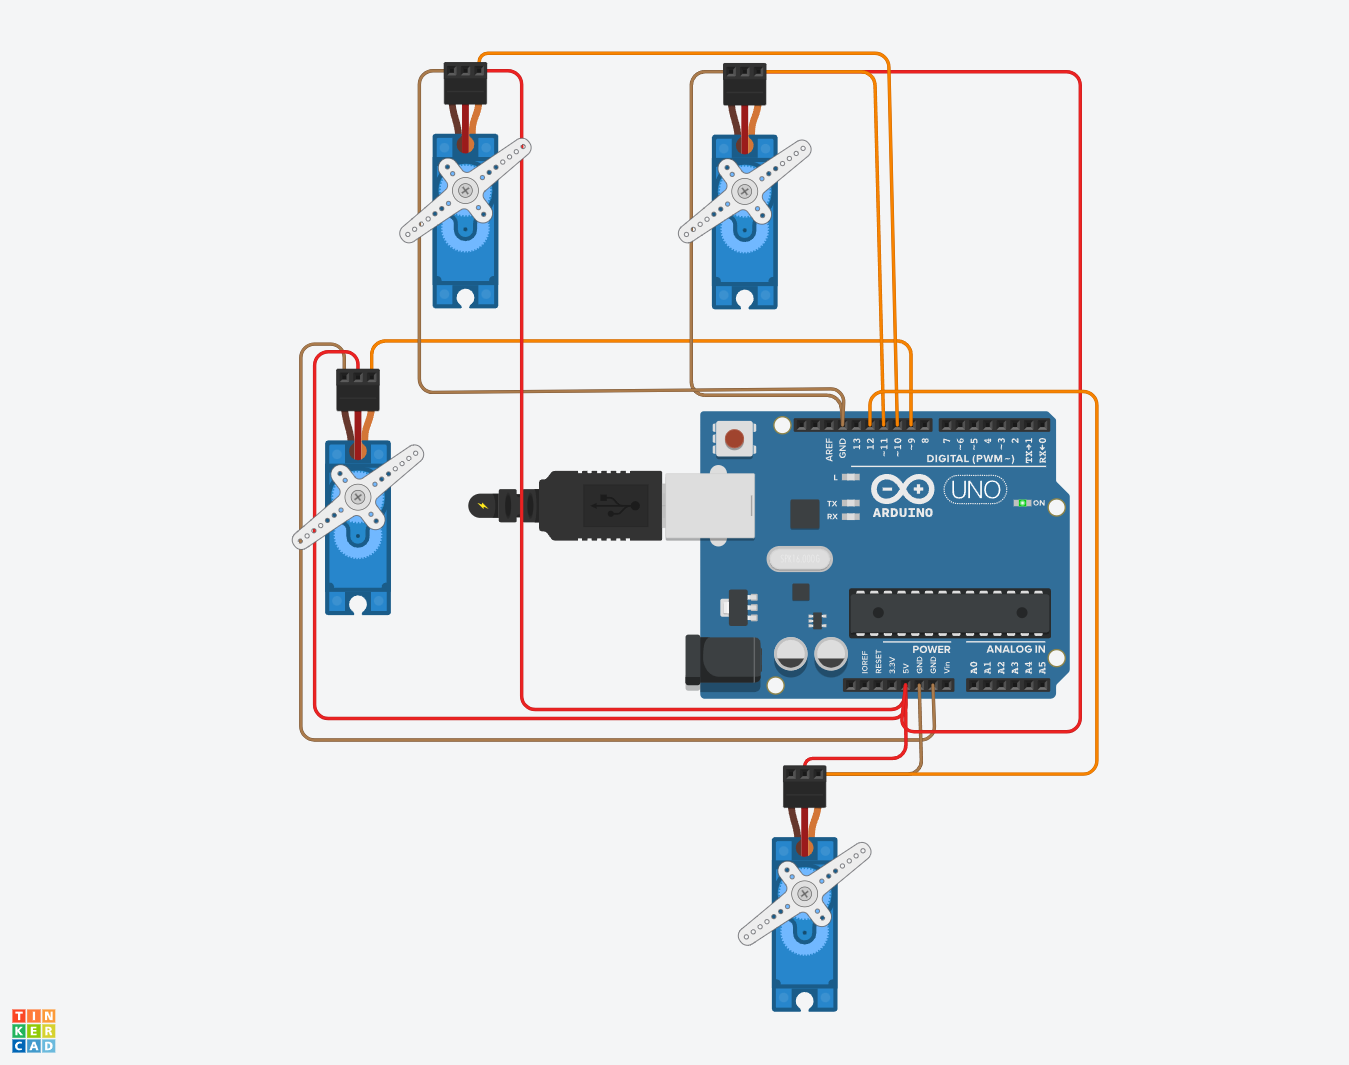 AREF
GND
13
12
~11
~10
~9
8
7
~6
~5
4
~3
2
TX→1
RX←0
DIGITAL (PWM~)
L
TX
RX
ARDUINO
UNO
ON
POWER
ANALOG IN
IOREF
RESET
3.3V
5V
GND
GND
Vin
A0
A1
A2
A3
A4
A5
TIN
KER
CAD